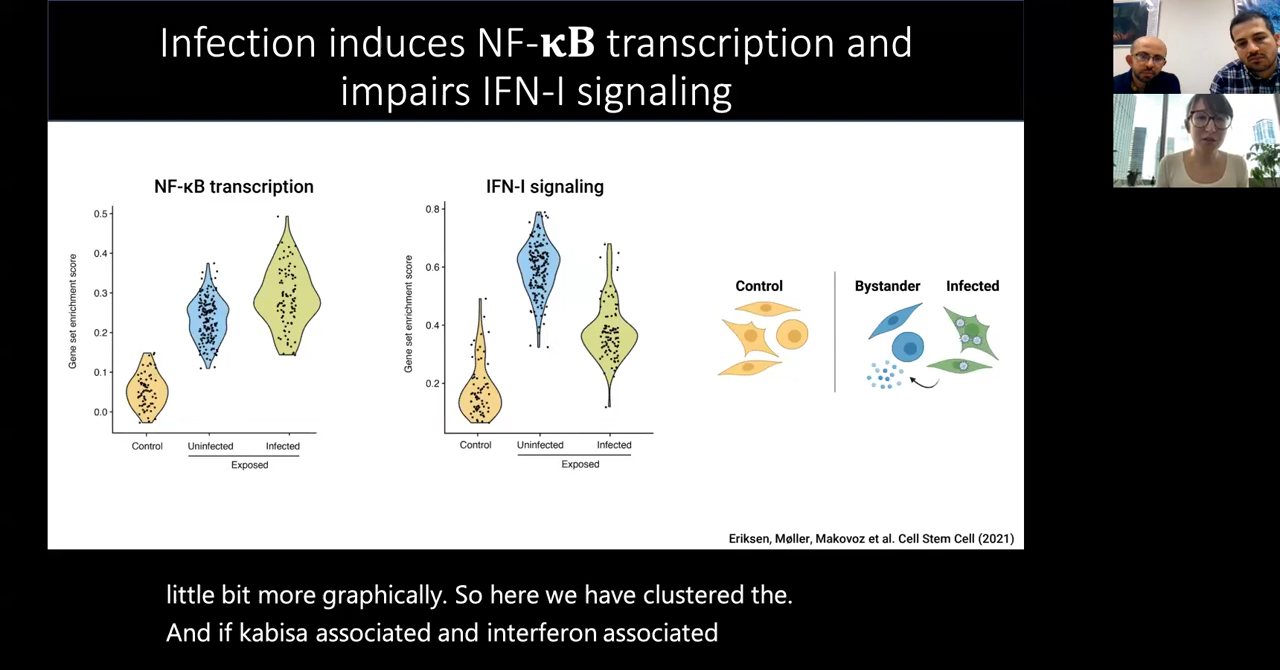 Infection induces NF-κB transcription and
impairs IFN-I signaling
NF-κB transcription
Gene set enrichment score
0.5
0.4
0.3
0.2
0.1
0.0
Control
Uninfected
Infected
Exposed
IFN-I signaling
Gene set enrichment score
0.8
0.6
0.4
0.2
Control
Uninfected
Infected
Exposed
Control
Bystander
Infected
Eriksen, Møller, Makovoz et al. Cell Stem Cell (2021)
little bit more graphically. So here we have clustered the.
And if kabisa associated and interferon associated